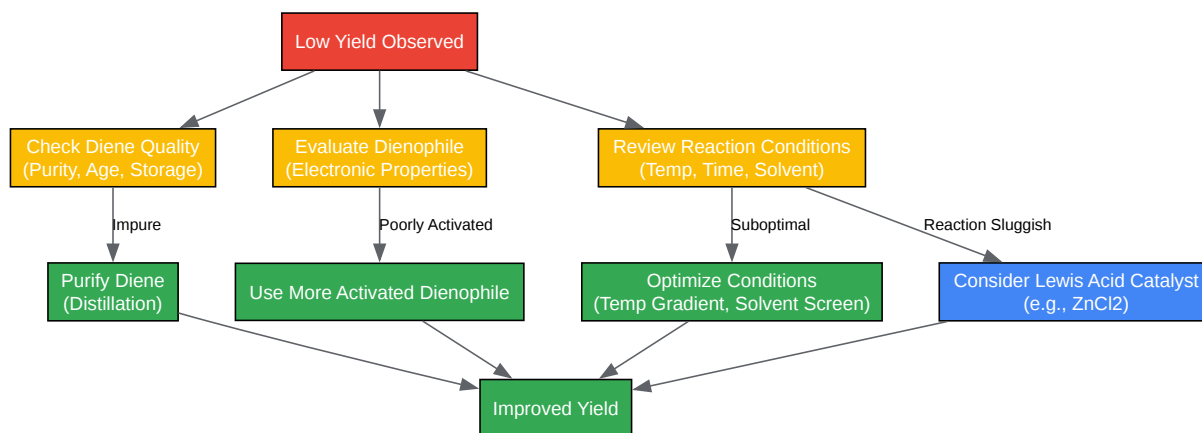 Low Yield Observed
Check Diene Quality
(Purity, Age, Storage)
Evaluate Dienophile
(Electronic Properties)
Review Reaction Conditions
(Temp, Time, Solvent)
Impure
Poorly Activated
Suboptimal
Reaction Sluggish
Purify Diene
(Distillation)
Use More Activated Dienophile
Optimize Conditions
(Temp Gradient, Solvent Screen)
Consider Lewis Acid Catalyst
(e.g., ZnCl2)
Improved Yield